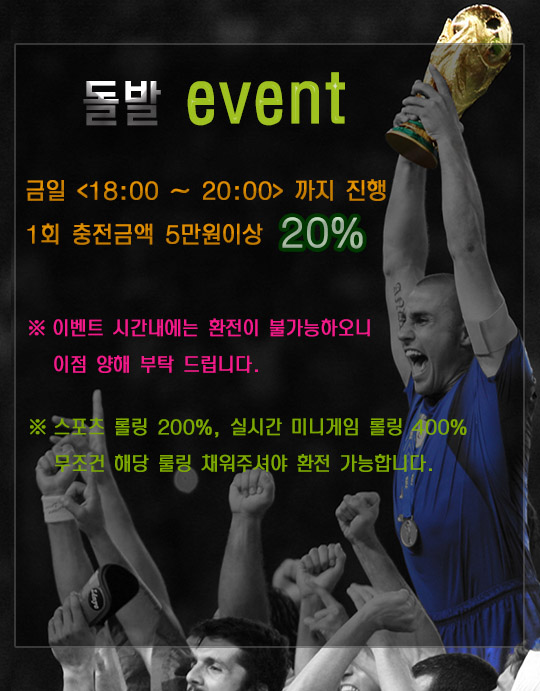 돌발 event
금일 <18:00 ~ 20:00> 까지 진행
1회 충전금액 5만원이상 20%
※ 이벤트 시간내에는 환전이 불가능하오니
이점 양해 부탁 드립니다.
※ 스포츠 롤링 200%, 실시간 미니게임 롤링 400%
무조건 해당 롤링 채워주셔야 환전 가능합니다.